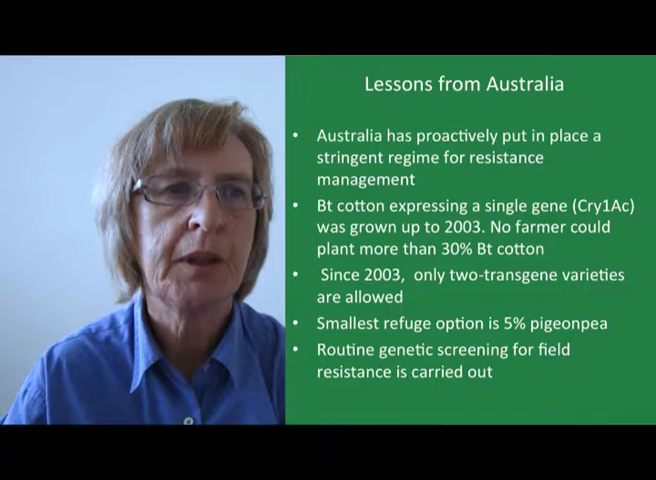 Lessons from Australia
• Australia has proactively put in place a
stringent regime for resistance
management
• Bt cotton expressing a single gene (Cry1Ac)
was grown up to 2003. No farmer could
plant more than 30% Bt cotton
• Since 2003, only two-transgene varieties
are allowed
• Smallest refuge option is 5% pigeonpea
• Routine genetic screening for field
resistance is carried out